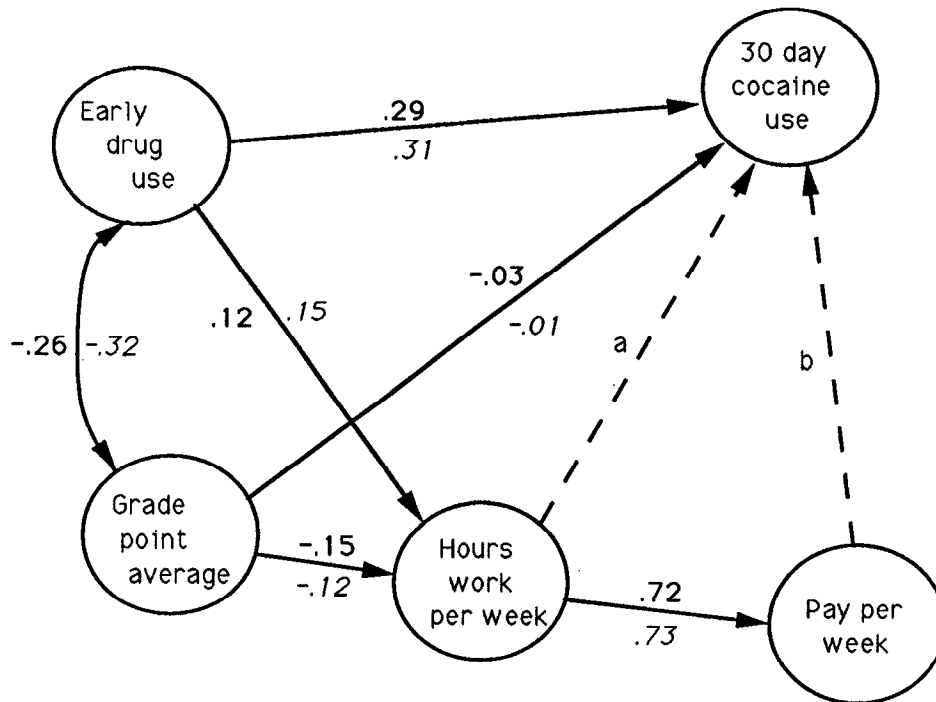 30 day
cocaine
use
Early
drug
use
.29
.31
-.03
-.01
.12
.15
-.26
-.32
a
b
Grade
point
average
-.15
-.12
Hours
work
per week
.72
.73
Pay per
week